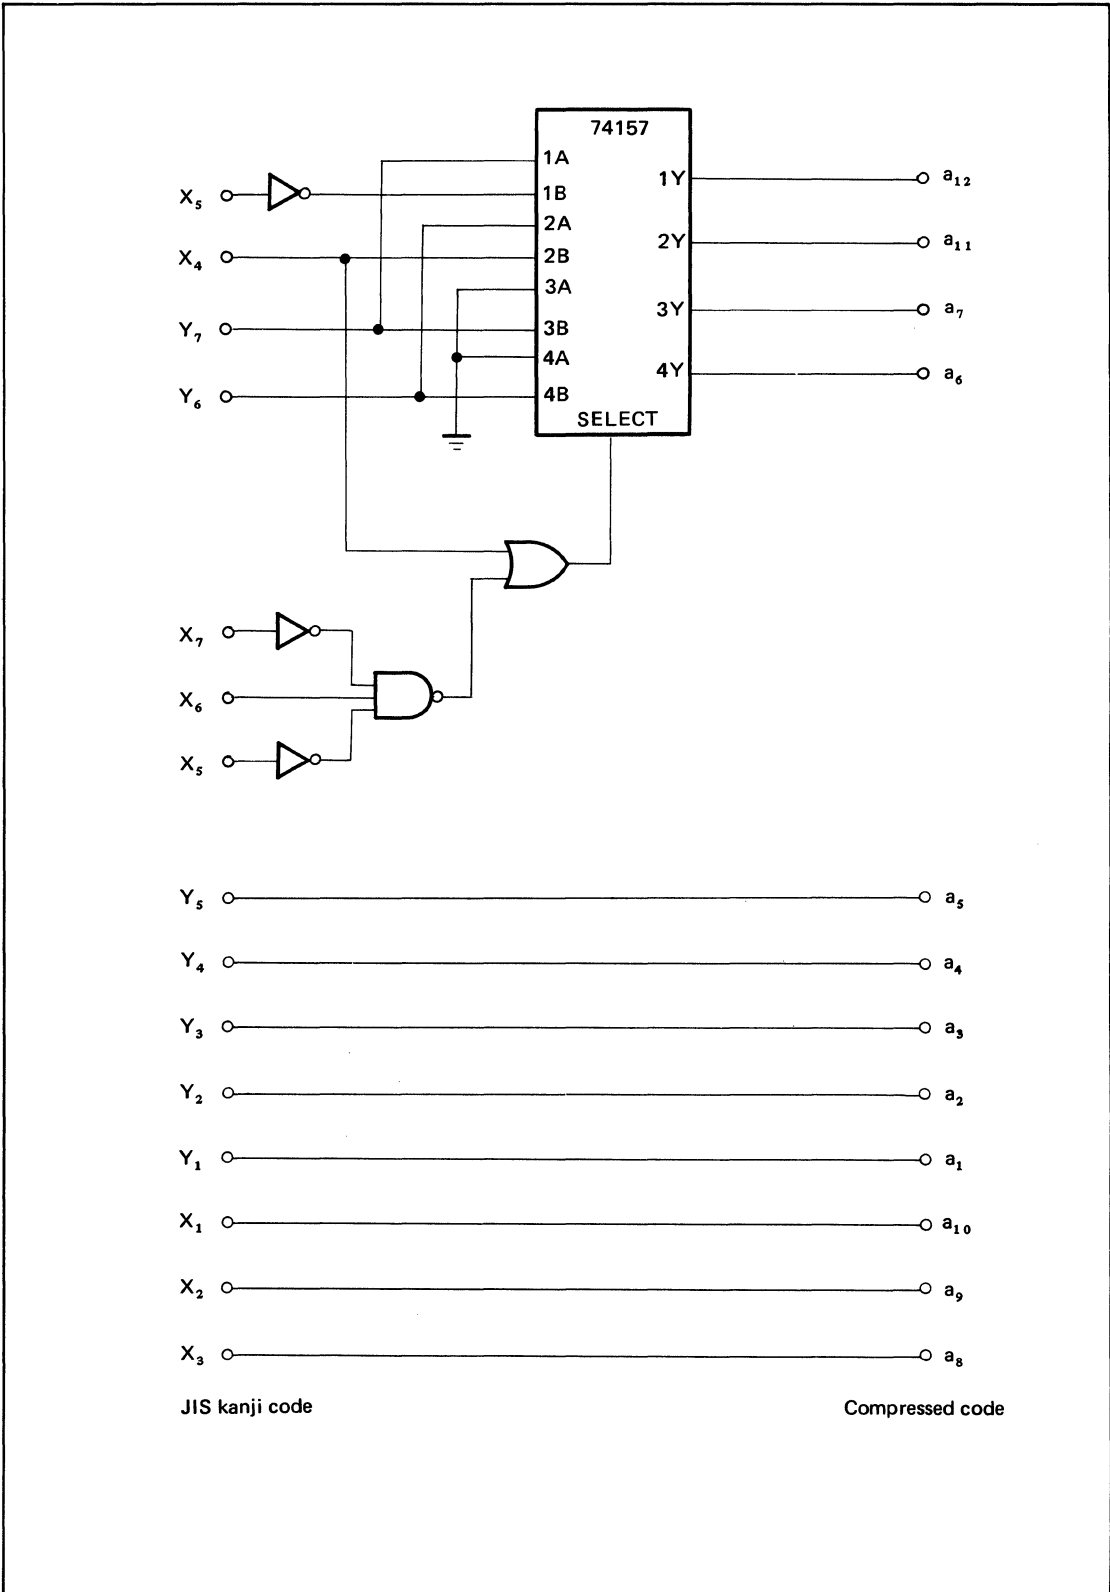 74157
1A
X₅ 1B 1Y a₁₂
2A
X₄ 2B 2Y a₁₁
3A
Y₇ 3B 3Y a₇
4A
Y₆ 4B 4Y a₆
SELECT
X₇
X₆
X₅
Y₅ a₅
Y₄ a₄
Y₃ a₃
Y₂ a₂
Y₁ a₁
X₁ a₁₀
X₂ a₉
X₃ a₈
JIS kanji code Compressed code